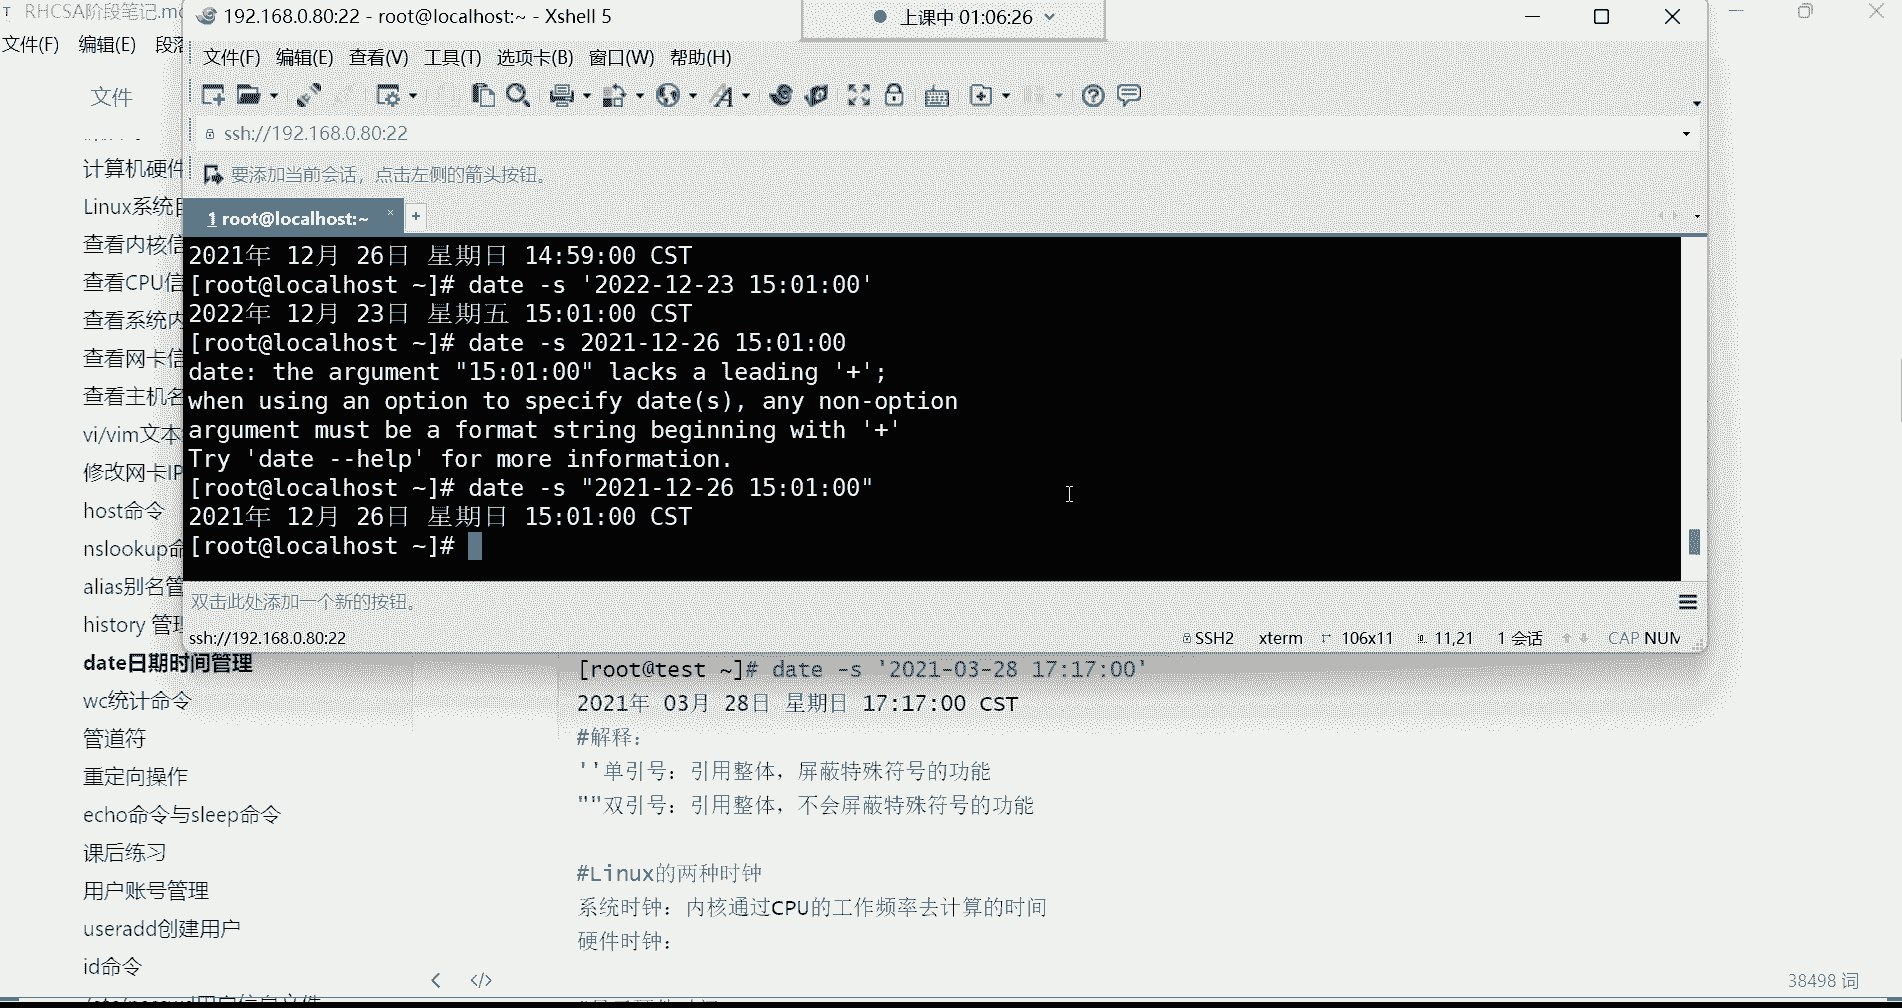 RHCSA阶段笔记.md
文件(F) 编辑(E) 段落
192.168.0.80:22 - root@localhost:~ - Xshell 5
上课中 01:06:26
文件(F) 编辑(E) 查看(V) 工具(T) 选项卡(B) 窗口(W) 帮助(H)
ssh://192.168.0.80:22
要添加当前会话，点击左侧的箭头按钮。
1 root@localhost:~ × +
2021年 12月 26日 星期日 14:59:00 CST
[root@localhost ~]# date -s '2022-12-23 15:01:00'
2022年 12月 23日 星期五 15:01:00 CST
[root@localhost ~]# date -s 2021-12-26 15:01:00
date: the argument "15:01:00" lacks a leading '+';
when using an option to specify date(s), any non-option
argument must be a format string beginning with '+'
Try 'date --help' for more information.
[root@localhost ~]# date -s "2021-12-26 15:01:00"
2021年 12月 26日 星期日 15:01:00 CST
[root@localhost ~]#
双击此处添加一个新的按钮。
ssh://192.168.0.80:22
SSH2 xterm 106x11 11,21 1 会话 CAP NUM
文件
计算机硬件
Linux系统目
查看内核信
查看CPU信
查看系统内
查看网卡信
查看主机名
vi/vim文本
修改网卡IP
host命令
nslookup命
alias别名管
history 管理
date日期时间管理
wc统计命令
管道符
重定向操作
echo命令与sleep命令
课后练习
用户账号管理
useradd创建用户
id命令
[root@test ~]# date -s '2021-03-28 17:17:00'
2021年 03月 28日 星期日 17:17:00 CST
#解释：
''单引号：引用整体，屏蔽特殊符号的功能
""双引号：引用整体，不会屏蔽特殊符号的功能
#Linux的两种时钟
系统时钟：内核通过CPU的工作频率去计算的时间
硬件时钟：
38498 词